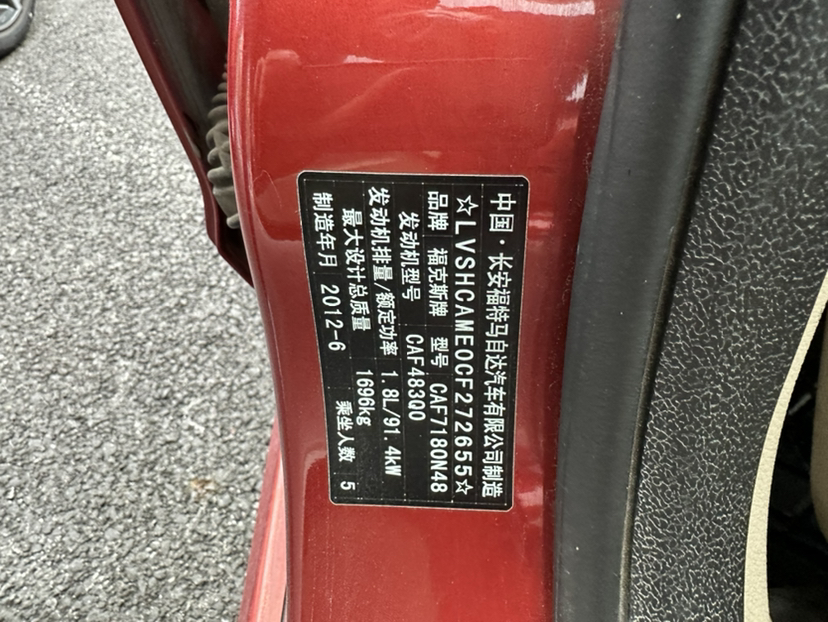 中国·长安福特马自达汽车有限公司制造
☆LVSHCAME0CF272655☆
品牌 福克斯牌 型号 CAF7180N48
发动机型号 CAF483Q0
发动机排量/额定功率 1.8L/91.4kW
最大设计总质量 1696kg
制造年月 2012-6 乘坐人数 5